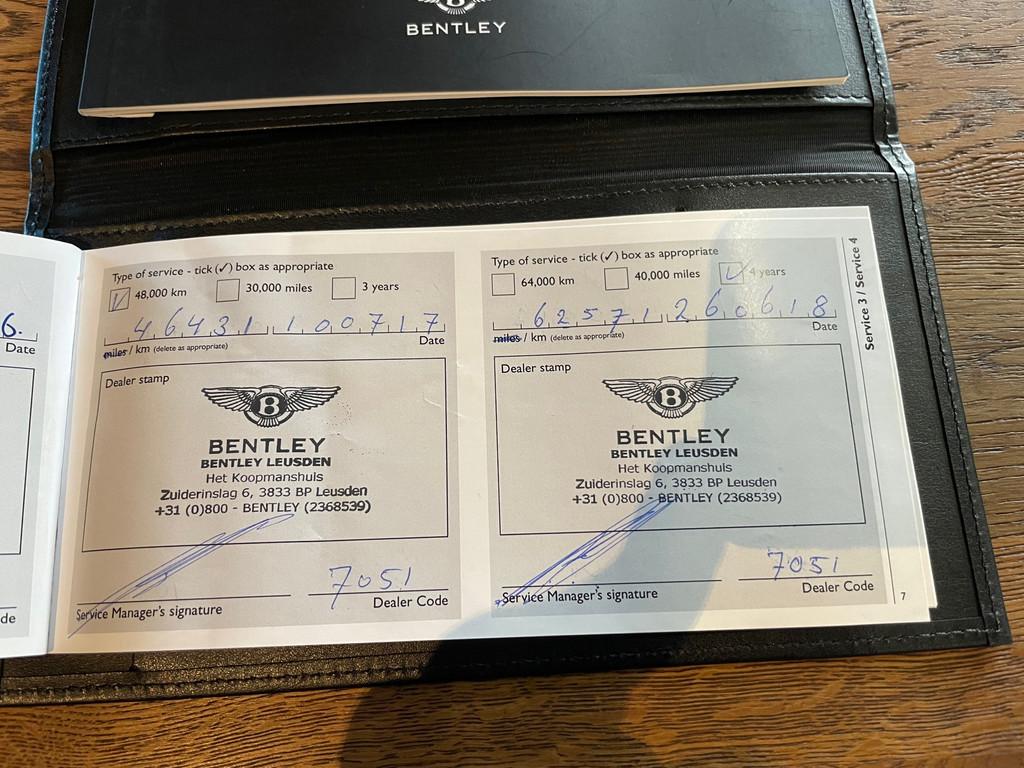 BENTLEY
6.
Date
de
Type of service - tick (✓) box as appropriate
✓ 48,000 km 30,000 miles 3 years
46431 100717
miles / km (delete as appropriate) Date
Dealer stamp
B
BENTLEY
BENTLEY LEUSDEN
Het Koopmanshuis
Zuiderinslag 6, 3833 BP Leusden
+31 (0)800 - BENTLEY (2368539)
7051
Service Manager's signature Dealer Code
Type of service - tick (✓) box as appropriate
64,000 km 40,000 miles ✓ 4 years
62571 260618
miles / km (delete as appropriate) Date
Dealer stamp
B
BENTLEY
BENTLEY LEUSDEN
Het Koopmanshuis
Zuiderinslag 6, 3833 BP Leusden
+31 (0)800 - BENTLEY (2368539)
7051
Service Manager's signature Dealer Code
Service 3 / Service 4
7